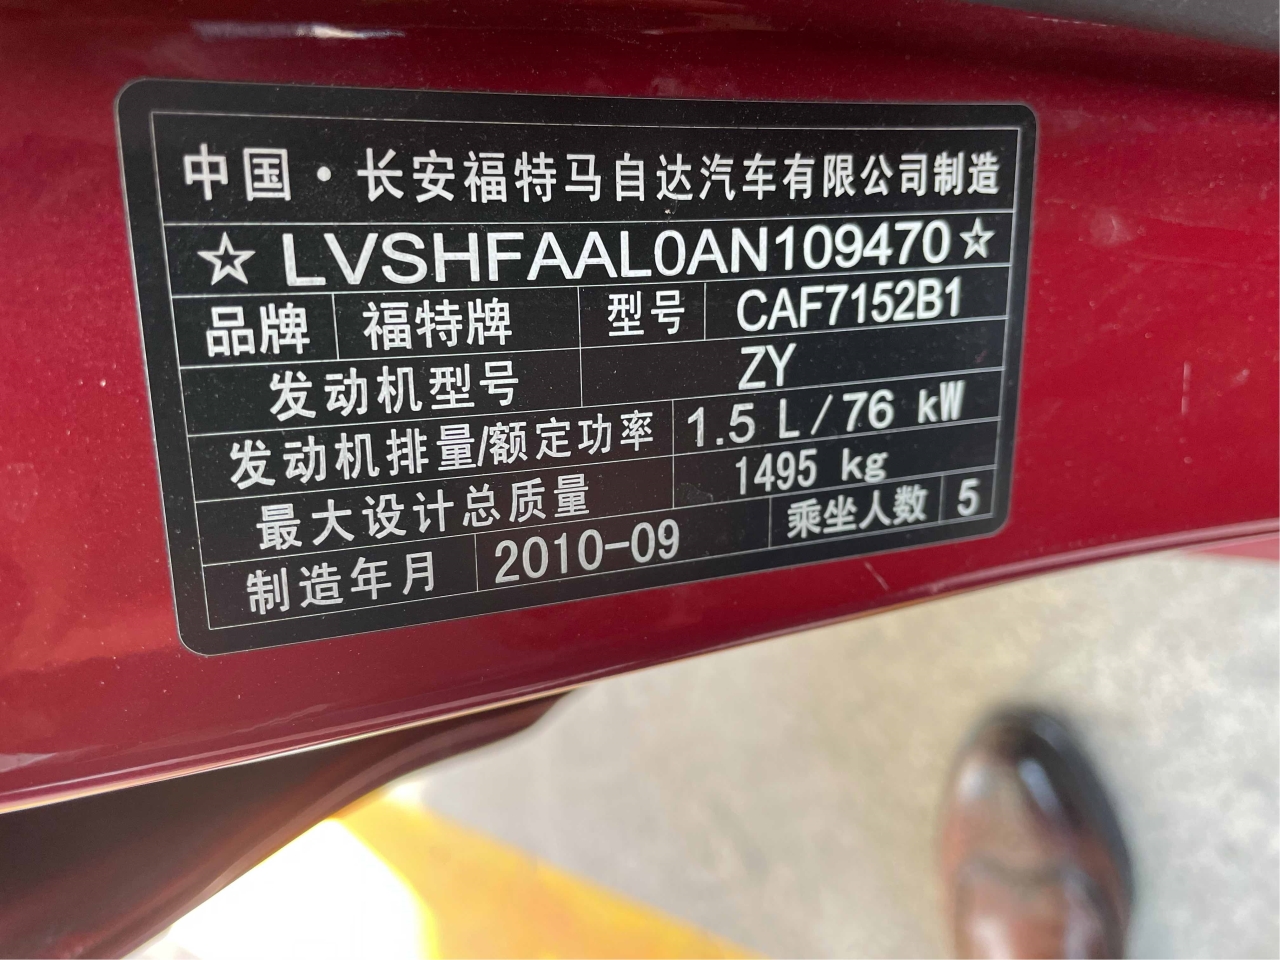 中国·长安福特马自达汽车有限公司制造
☆LVSHFAAL0AN109470☆
品牌 福特牌 型号 CAF7152B1
发动机型号 ZY
发动机排量/额定功率 1.5 L/76 kW
最大设计总质量 1495 kg
制造年月 2010-09 乘坐人数 5